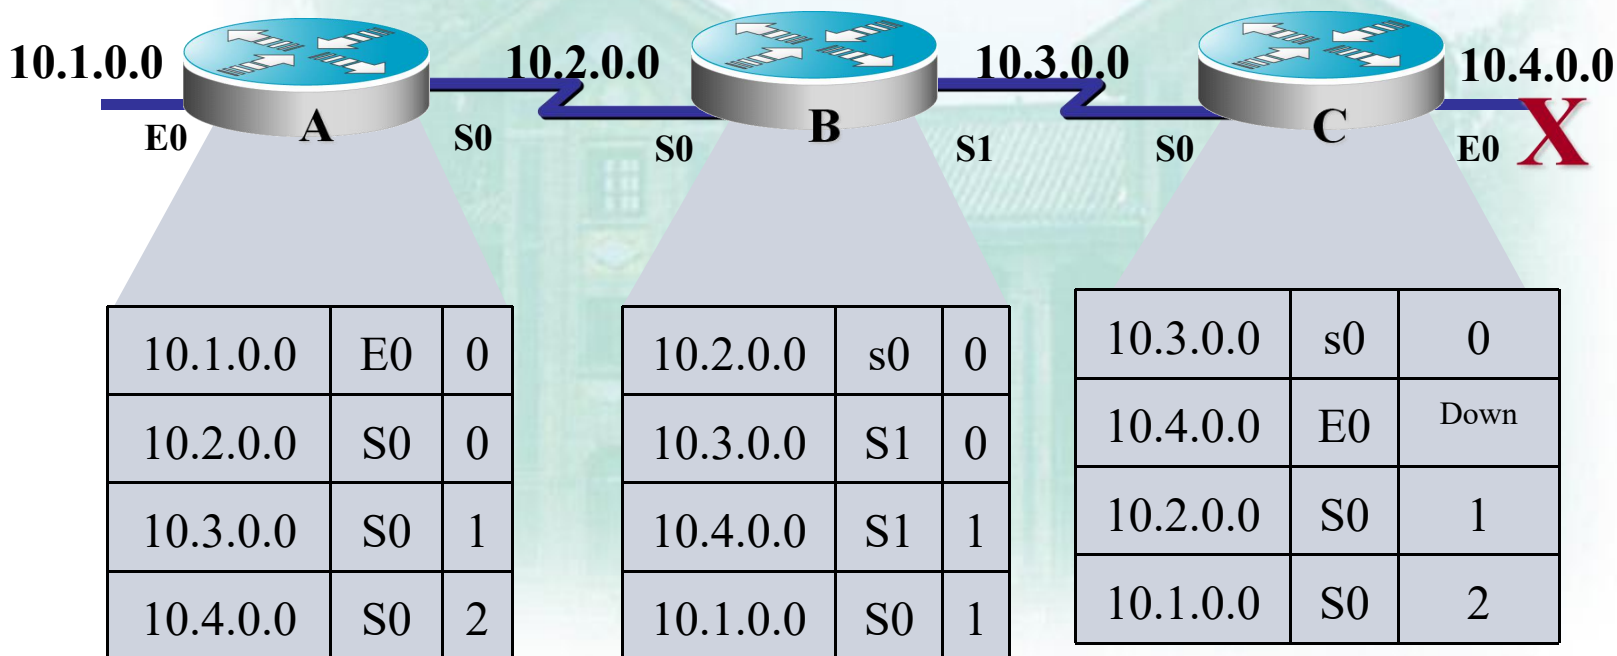 10.1.0.0 10.2.0.0 10.3.0.0 10.4.0.0
E0 A S0 S0 B S1 S0 C E0 X
10.1.0.0 E0 0
10.2.0.0 S0 0
10.3.0.0 S0 1
10.4.0.0 S0 2
10.2.0.0 s0 0
10.3.0.0 S1 0
10.4.0.0 S1 1
10.1.0.0 S0 1
10.3.0.0 s0 0
10.4.0.0 E0 Down
10.2.0.0 S0 1
10.1.0.0 S0 2